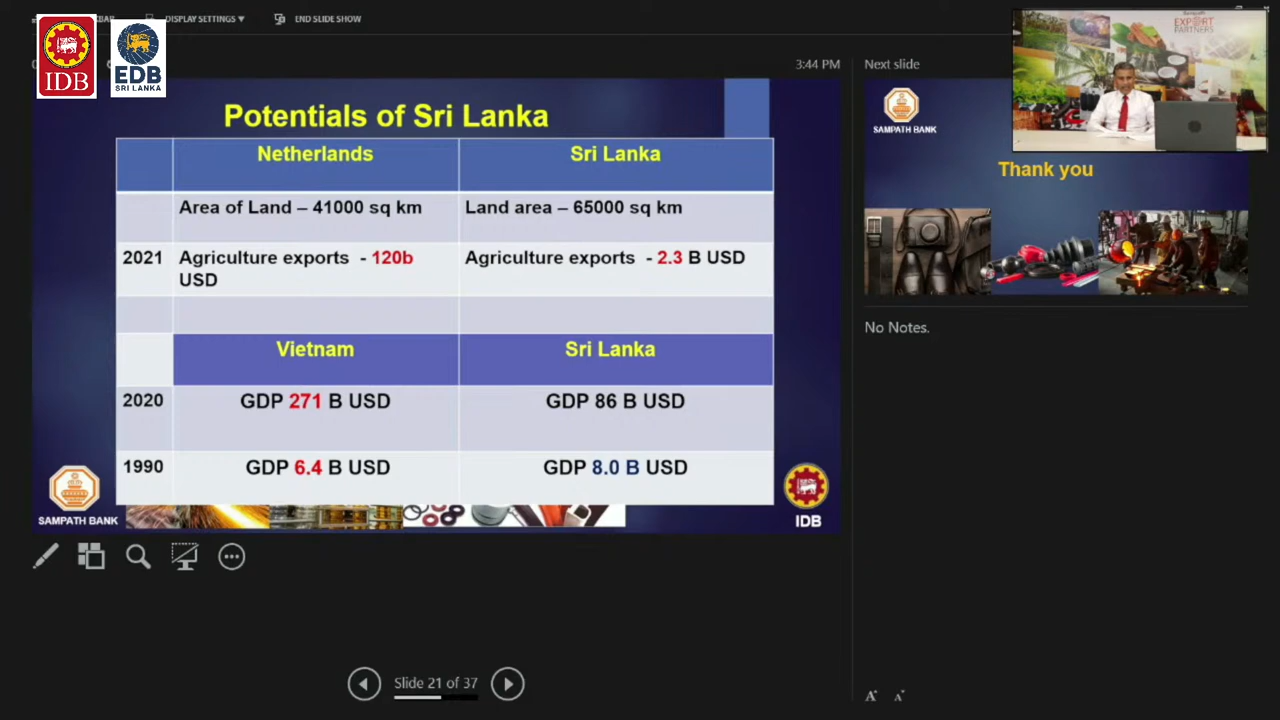 DISPLAY SETTINGS ▼
END SLIDE SHOW
IDB
EDB
SRI LANKA
3:44 PM
Next slide
EXPORT
PARTNERS
Potentials of Sri Lanka
Netherlands
Sri Lanka
Area of Land – 41000 sq km
Land area – 65000 sq km
2021
Agriculture exports - 120b
USD
Agriculture exports - 2.3 B USD
Vietnam
Sri Lanka
2020
GDP 271 B USD
GDP 86 B USD
1990
GDP 6.4 B USD
GDP 8.0 B USD
SAMPATH BANK
IDB
SAMPATH BANK
Thank you
No Notes.
Slide 21 of 37